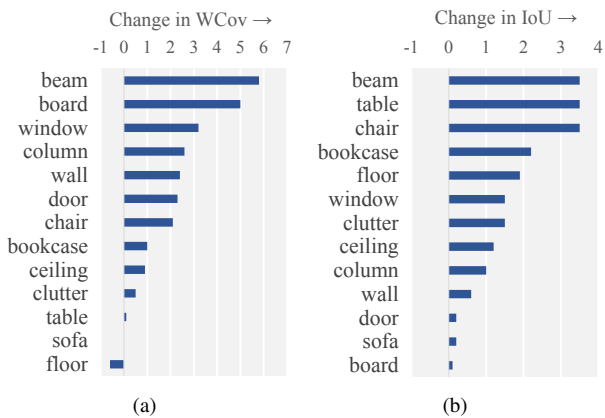 Change in WCov →
-1 0 1 2 3 4 5 6 7
beam
board
window
column
wall
door
chair
bookcase
ceiling
clutter
table
sofa
floor
(a)
Change in IoU →
-1 0 1 2 3 4
beam
table
chair
bookcase
floor
window
clutter
ceiling
column
wall
door
sofa
board
(b)